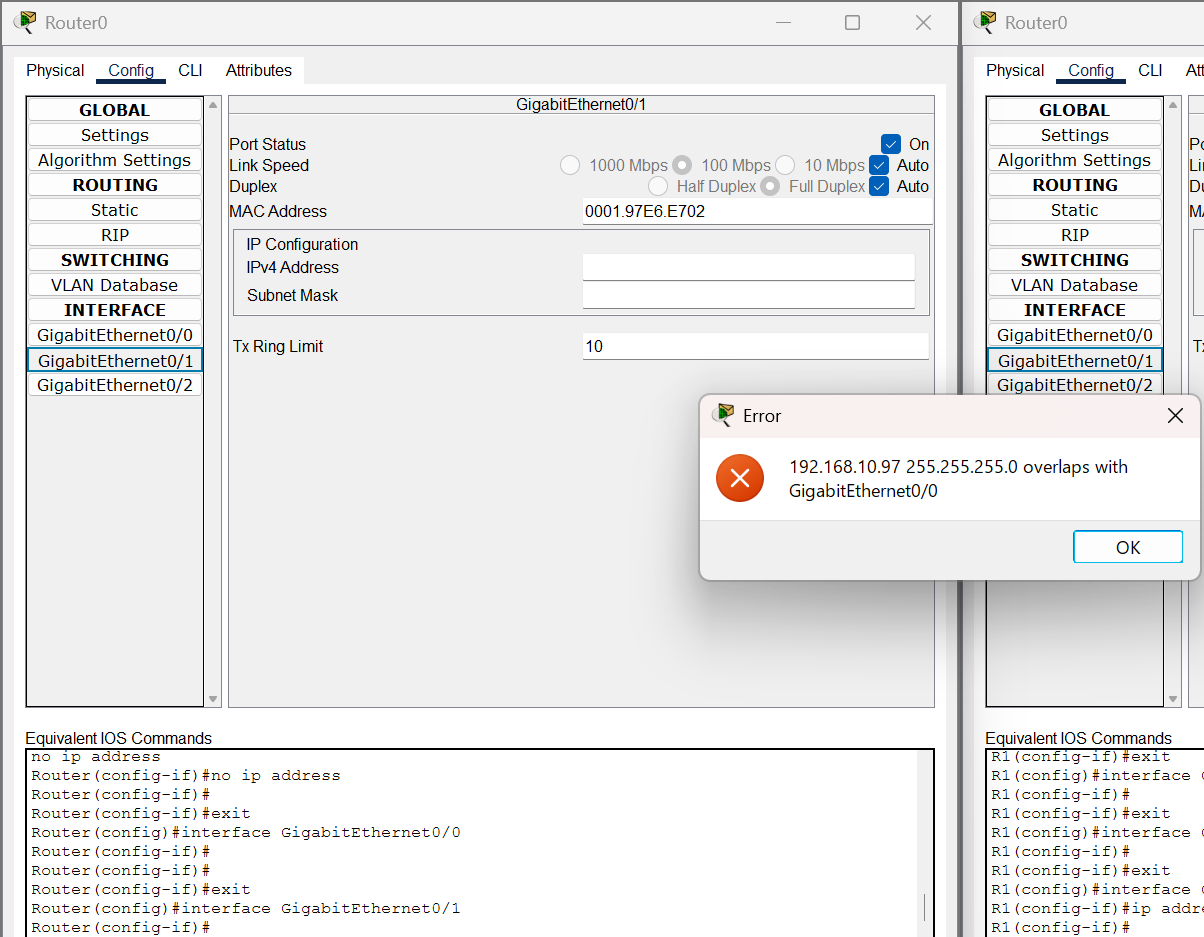 Router0
Physical Config CLI Attributes
GLOBAL
Settings
Algorithm Settings
ROUTING
Static
RIP
SWITCHING
VLAN Database
INTERFACE
GigabitEthernet0/0
GigabitEthernet0/1
GigabitEthernet0/2
GigabitEthernet0/1
Port Status On
Link Speed 1000 Mbps 100 Mbps 10 Mbps Auto
Duplex Half Duplex Full Duplex Auto
MAC Address 0001.97E6.E702
IP Configuration
IPv4 Address
Subnet Mask
Tx Ring Limit 10
Equivalent IOS Commands
no ip address
Router(config-if)#no ip address
Router(config-if)#
Router(config-if)#exit
Router(config)#interface GigabitEthernet0/0
Router(config-if)#
Router(config-if)#
Router(config-if)#exit
Router(config)#interface GigabitEthernet0/1
Router(config-if)#
Router0
Physical Config CLI
GLOBAL
Settings
Algorithm Settings
ROUTING
Static
RIP
SWITCHING
VLAN Database
INTERFACE
GigabitEthernet0/0
GigabitEthernet0/1
GigabitEthernet0/2
Error
192.168.10.97 255.255.255.0 overlaps with
GigabitEthernet0/0
OK
Equivalent IOS Commands
R1(config-if)#exit
R1(config)#interface
R1(config-if)#
R1(config-if)#exit
R1(config)#interface
R1(config-if)#
R1(config-if)#exit
R1(config)#interface
R1(config-if)#ip
R1(config-if)#